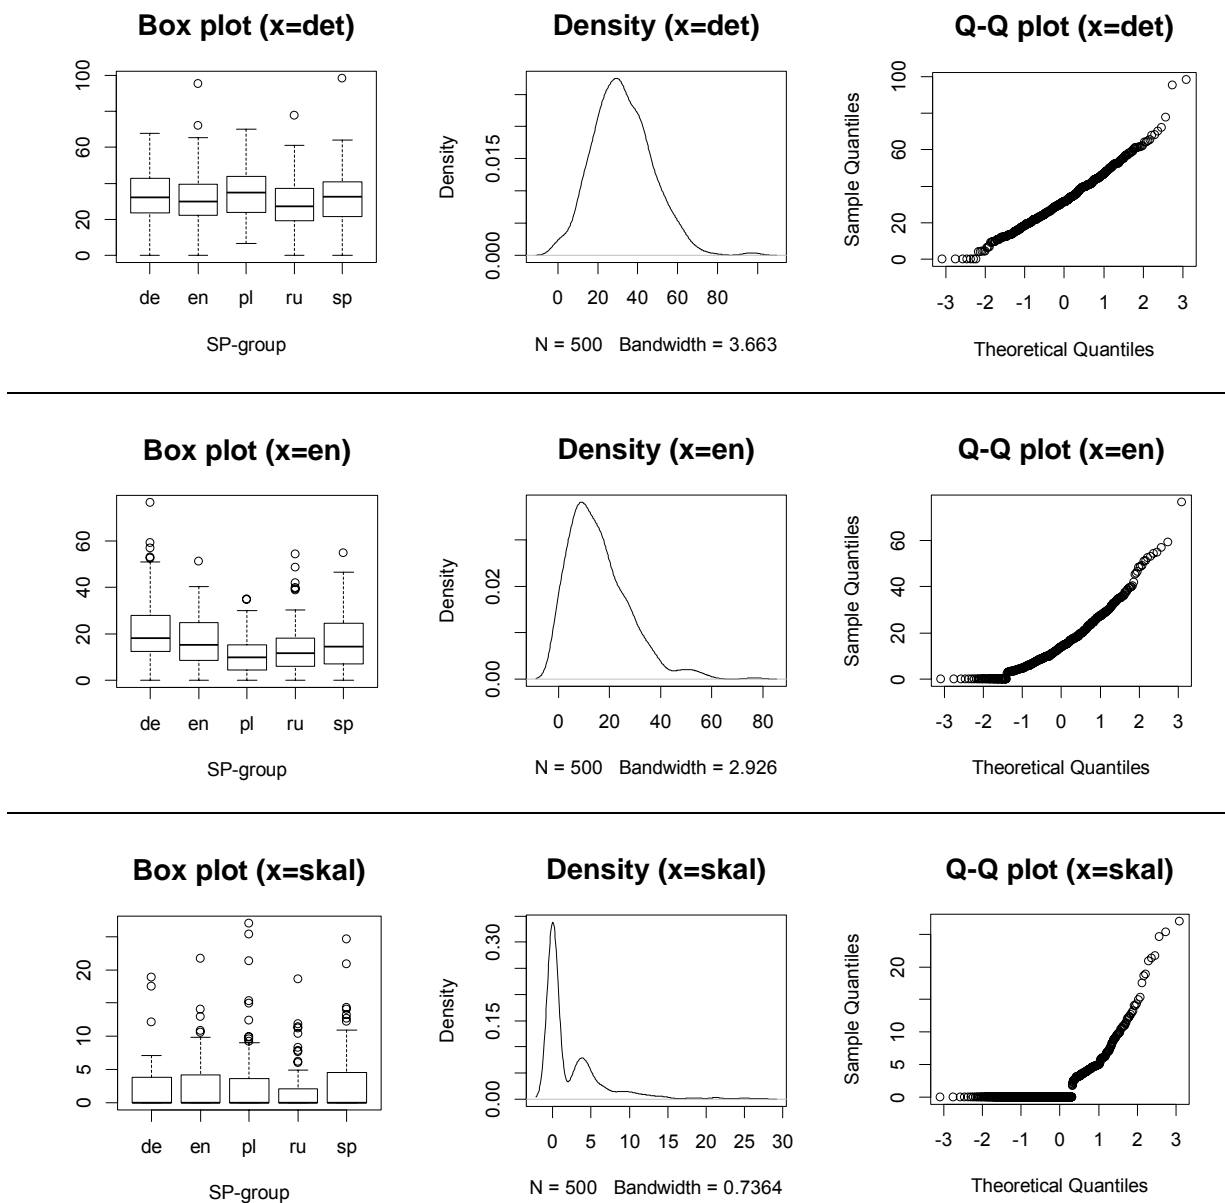 Box plot (x=det)
Density (x=det)
Q-Q plot (x=det)
0 20 60 100
de en pl ru sp
SP-group
Density
0.000 0.015
0 20 40 60 80
N = 500 Bandwidth = 3.663
Sample Quantiles
0 20 60 100
-3 -2 -1 0 1 2 3
Theoretical Quantiles
Box plot (x=en)
Density (x=en)
Q-Q plot (x=en)
0 20 40 60
de en pl ru sp
SP-group
Density
0.00 0.02
0 20 40 60 80
N = 500 Bandwidth = 2.926
Sample Quantiles
0 20 40 60
-3 -2 -1 0 1 2 3
Theoretical Quantiles
Box plot (x=skal)
Density (x=skal)
Q-Q plot (x=skal)
0 5 10 20
de en pl ru sp
SP-group
Density
0.00 0.15 0.30
0 5 10 15 20 25 30
N = 500 Bandwidth = 0.7364
Sample Quantiles
0 5 10 20
-3 -2 -1 0 1 2 3
Theoretical Quantiles